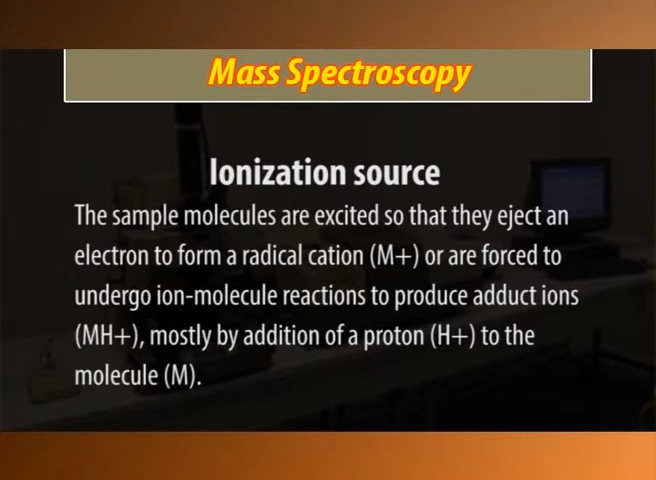 Mass Spectroscopy
Ionization source
The sample molecules are excited so that they eject an
electron to form a radical cation (M+) or are forced to
undergo ion-molecule reactions to produce adduct ions
(MH+), mostly by addition of a proton (H+) to the
molecule (M).